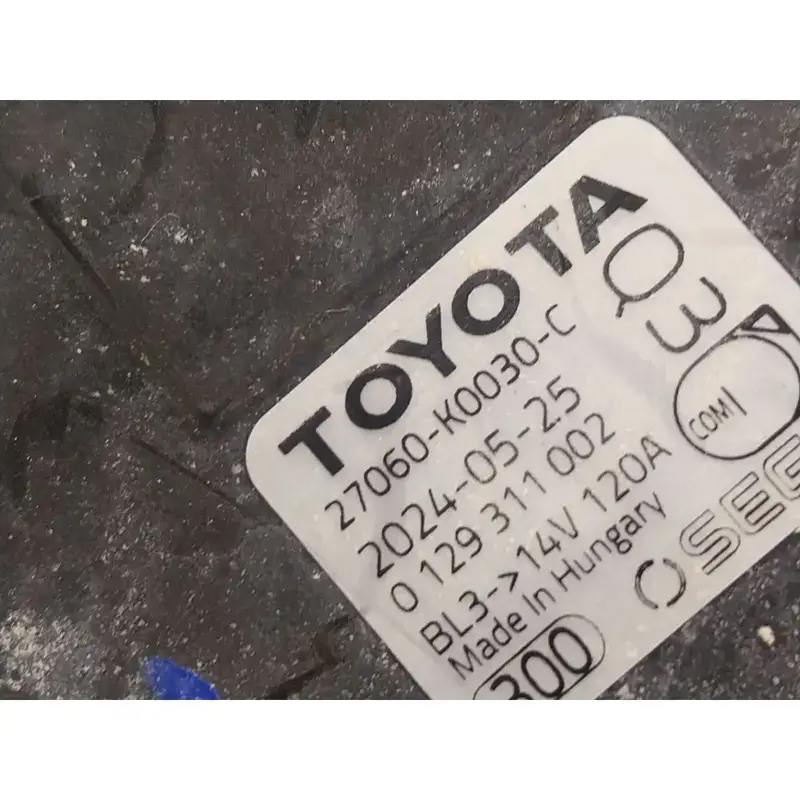 TOYOTA
27060-K0030-C
2024-05-25
0 129 311 002
BL3-> 14V 120A
Made In Hungary
300
Q3
COM
SEG